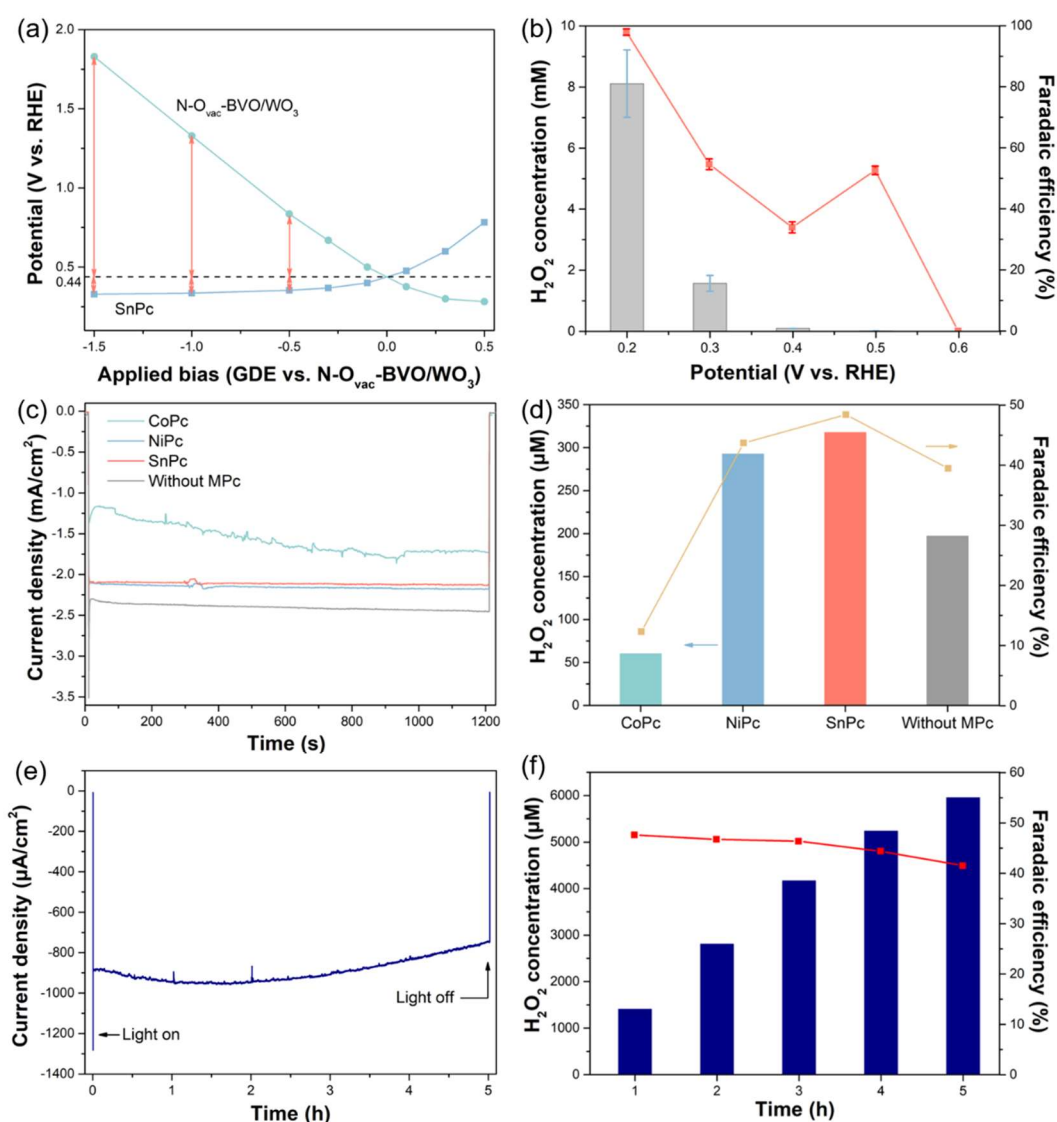 (a)
2.0
1.5
1.0
0.5
0.44
Potential (V vs. RHE)
N-Ovac-BVO/WO3
SnPc
-1.5 -1.0 -0.5 0.0 0.5
Applied bias (GDE vs. N-Ovac-BVO/WO3)
(b)
10
8
6
4
2
0
H2O2 concentration (mM)
100
80
60
40
20
0
Faradaic efficiency (%)
0.2 0.3 0.4 0.5 0.6
Potential (V vs. RHE)
(c)
0.0
-0.5
-1.0
-1.5
-2.0
-2.5
-3.0
-3.5
Current density (mA/cm2)
CoPc
NiPc
SnPc
Without MPc
0 200 400 600 800 1000 1200
Time (s)
(d)
350
300
250
200
150
100
50
0
H2O2 concentration (µM)
50
40
30
20
10
0
Faradaic efficiency (%)
CoPc NiPc SnPc Without MPc
(e)
0
-200
-400
-600
-800
-1000
-1200
-1400
Current density (µA/cm2)
Light off
Light on
0 1 2 3 4 5
Time (h)
(f)
6000
5000
4000
3000
2000
1000
0
H2O2 concentration (µM)
60
50
40
30
20
10
0
Faradaic efficiency (%)
1 2 3 4 5
Time (h)